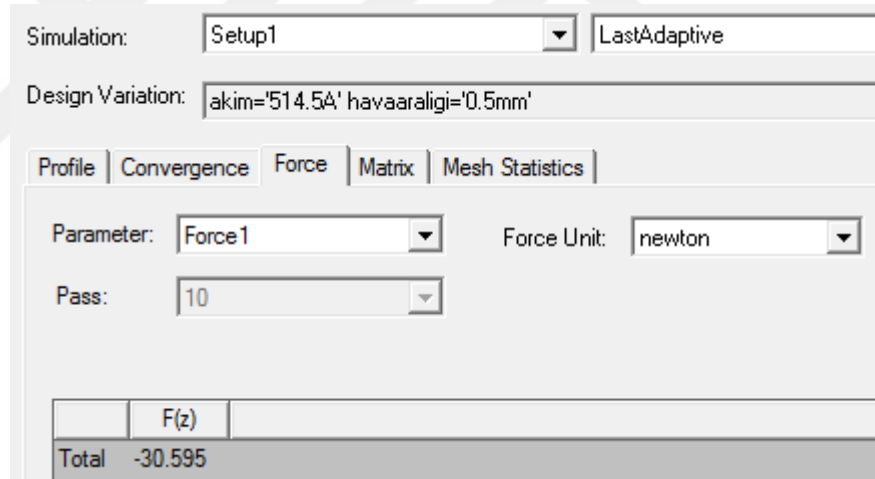 Simulation: Setup1 LastAdaptive
Design Variation: akim='514.5A' havaaraligi='0.5mm'
Profile Convergence Force Matrix Mesh Statistics
Parameter: Force1 Force Unit: newton
Pass: 10
F(z)
Total -30.595